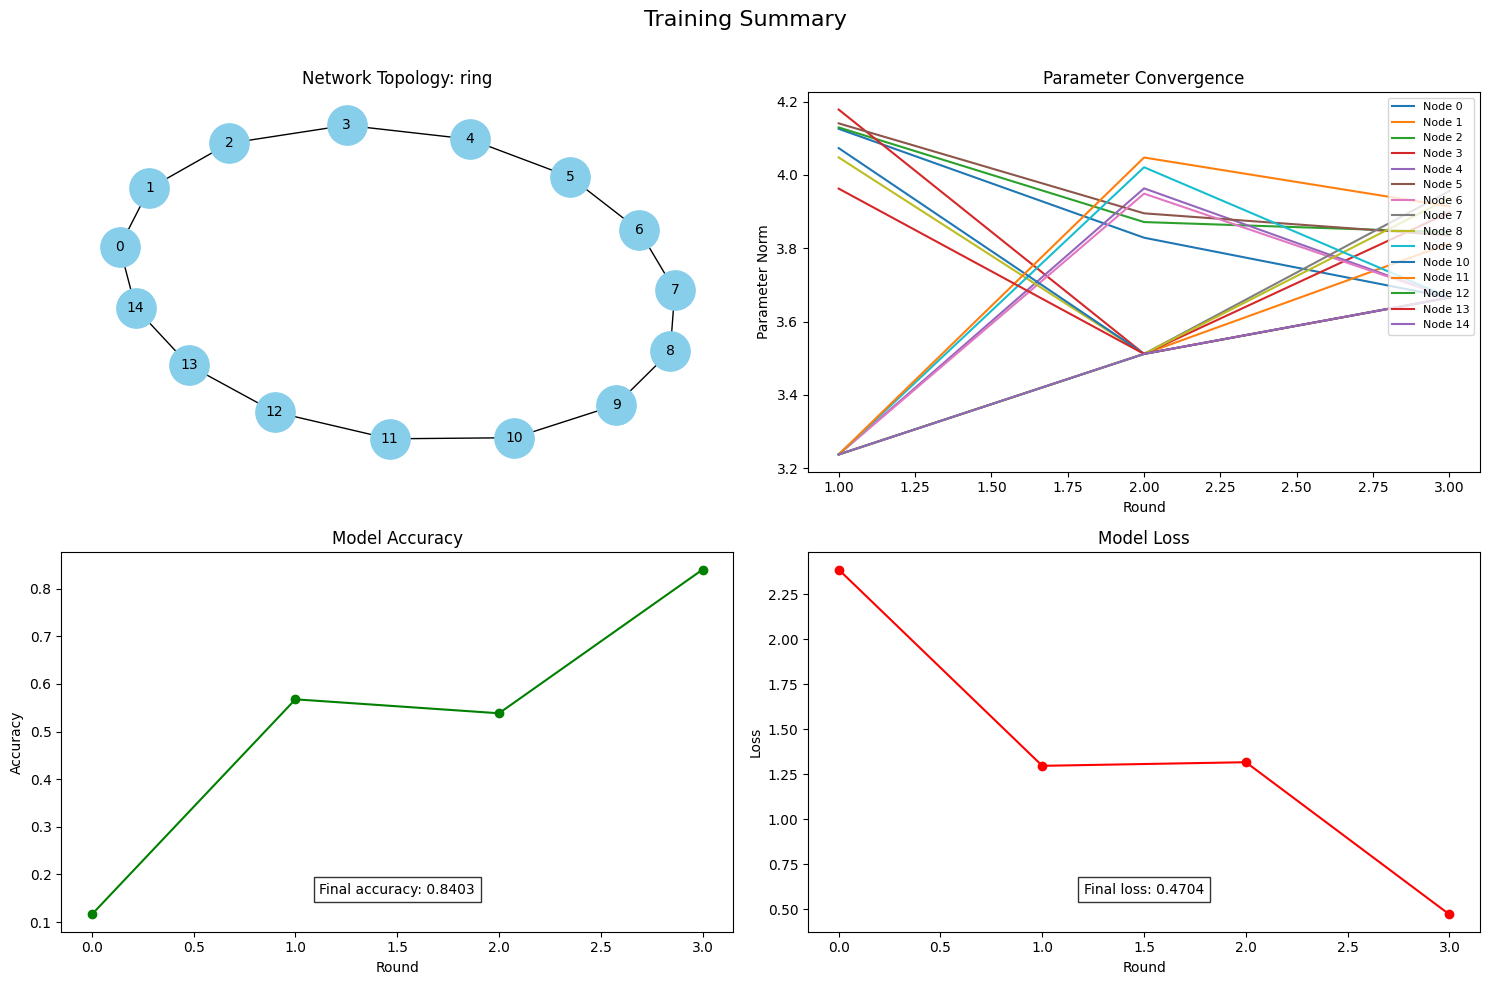 Training Summary
Network Topology: ring
3
2
4
5
1
6
0
7
14
8
13
9
12
11
10
Parameter Convergence
4.2
4.0
3.8
3.6
3.4
3.2
Parameter Norm
Node 0
Node 1
Node 2
Node 3
Node 4
Node 5
Node 6
Node 7
Node 8
Node 9
Node 10
Node 11
Node 12
Node 13
Node 14
1.00 1.25 1.50 1.75 2.00 2.25 2.50 2.75 3.00
Round
Model Accuracy
0.8
0.7
0.6
0.5
0.4
0.3
0.2
0.1
Accuracy
Final accuracy: 0.8403
0.0 0.5 1.0 1.5 2.0 2.5 3.0
Round
Model Loss
2.25
2.00
1.75
1.50
1.25
1.00
0.75
0.50
Loss
Final loss: 0.4704
0.0 0.5 1.0 1.5 2.0 2.5 3.0
Round